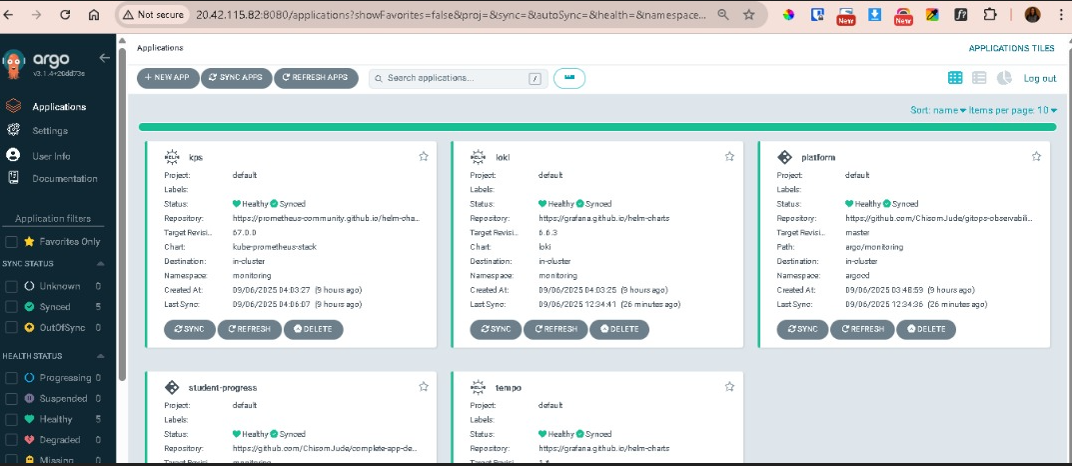 Not secure 20.42.115.82:8080/applications?showFavorites=false&proj=&sync=&autoSync=&health=&namespace...
New
New
argo
v3.1.4+20dd73e
Applications
Settings
User Info
Documentation
Application filters
Favorites Only
SYNC STATUS
Unknown 0
Synced 5
OutOfSync 0
HEALTH STATUS
Progressing 0
Suspended 0
Healthy 5
Degraded 0
Missing 0
Applications
APPLICATIONS TILES
+ NEW APP
SYNC APPS
REFRESH APPS
Search applications...
/
Log out
Sort: name Items per page: 10
HELM
kps
Project: default
Labels:
Status: Healthy Synced
Repository: https://prometheus-community.github.io/helm-cha...
Target Revisi... 67.0.0
Chart: kube-prometheus-stack
Destination: in-cluster
Namespace: monitoring
Created At: 09/06/2025 04:03:27 (9 hours ago)
Last Sync: 09/06/2025 04:06:07 (9 hours ago)
SYNC
REFRESH
DELETE
HELM
loki
Project: default
Labels:
Status: Healthy Synced
Repository: https://grafana.github.io/helm-charts
Target Revisi... 6.6.3
Chart: loki
Destination: in-cluster
Namespace: monitoring
Created At: 09/06/2025 04:03:25 (9 hours ago)
Last Sync: 09/06/2025 12:34:41 (26 minutes ago)
SYNC
REFRESH
DELETE
platform
Project: default
Labels:
Status: Healthy Synced
Repository: https://github.com/ChisomJude/gitops-observabili...
Target Revisi... master
Path: argo/monitoring
Destination: in-cluster
Namespace: argocd
Created At: 09/06/2025 03:48:59 (9 hours ago)
Last Sync: 09/06/2025 12:34:36 (26 minutes ago)
SYNC
REFRESH
DELETE
student-progress
Project: default
Labels:
Status: Healthy Synced
Repository: https://github.com/ChisomJude/complete-app-de...
Target Revisi... monitoring
HELM
tempo
Project: default
Labels:
Status: Healthy Synced
Repository: https://grafana.github.io/helm-charts
Target Revisi...